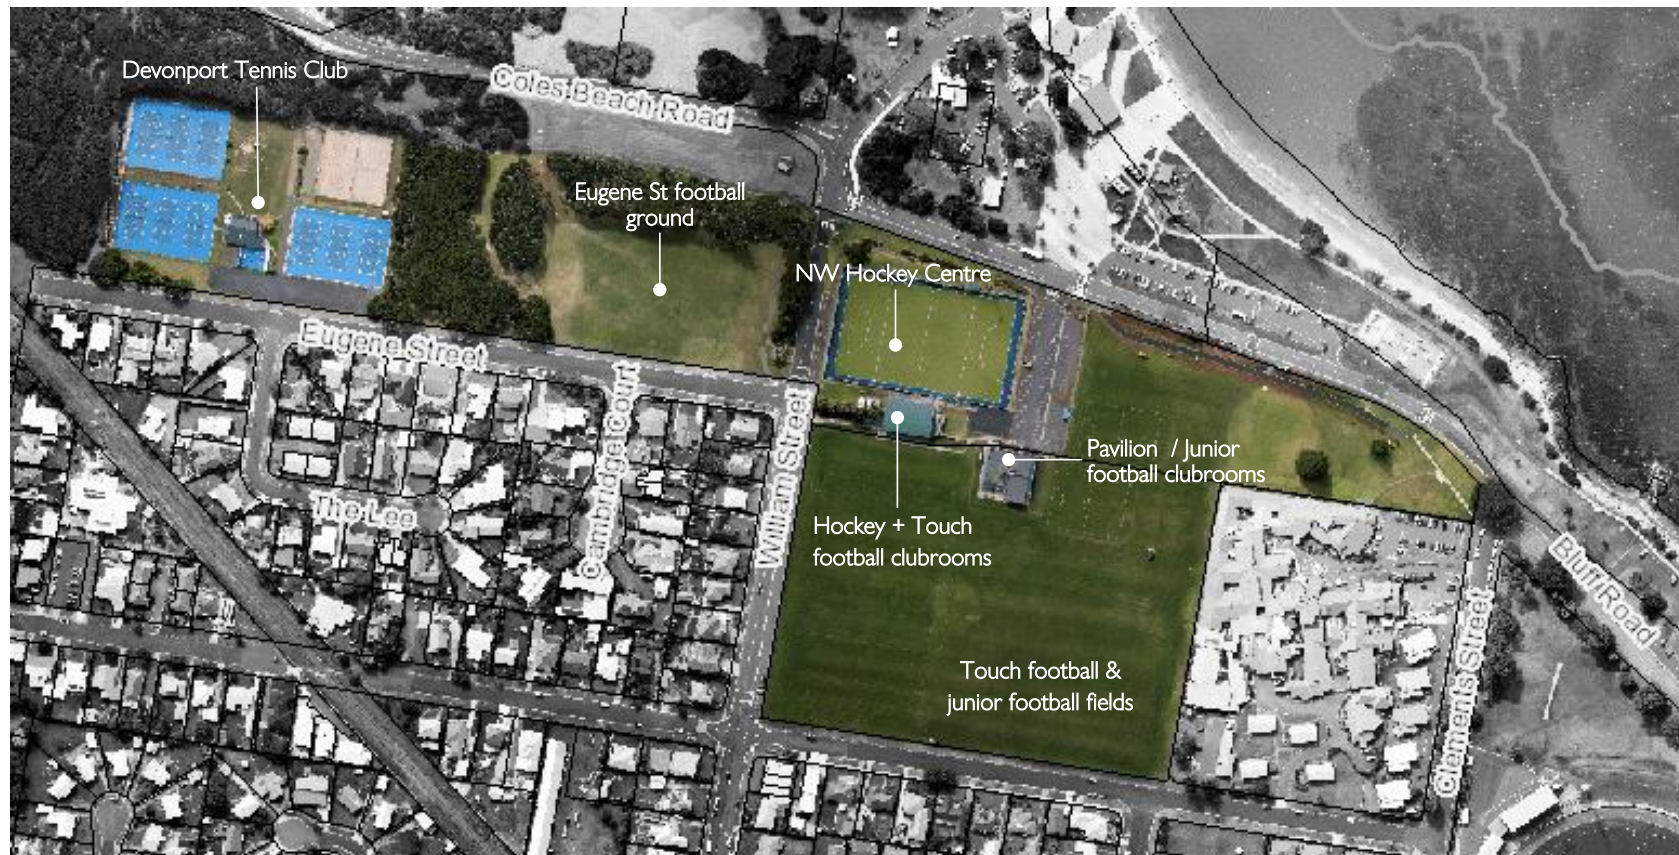 Devonport Tennis Club
Coles Beach Road
Eugene St football
ground
NW Hockey Centre
Eugene Street
Cambridge Court
William Street
The Lee
Pavilion / Junior
football clubrooms
Hockey + Touch
football clubrooms
Bluff Road
Clements Street
Touch football &
junior football fields